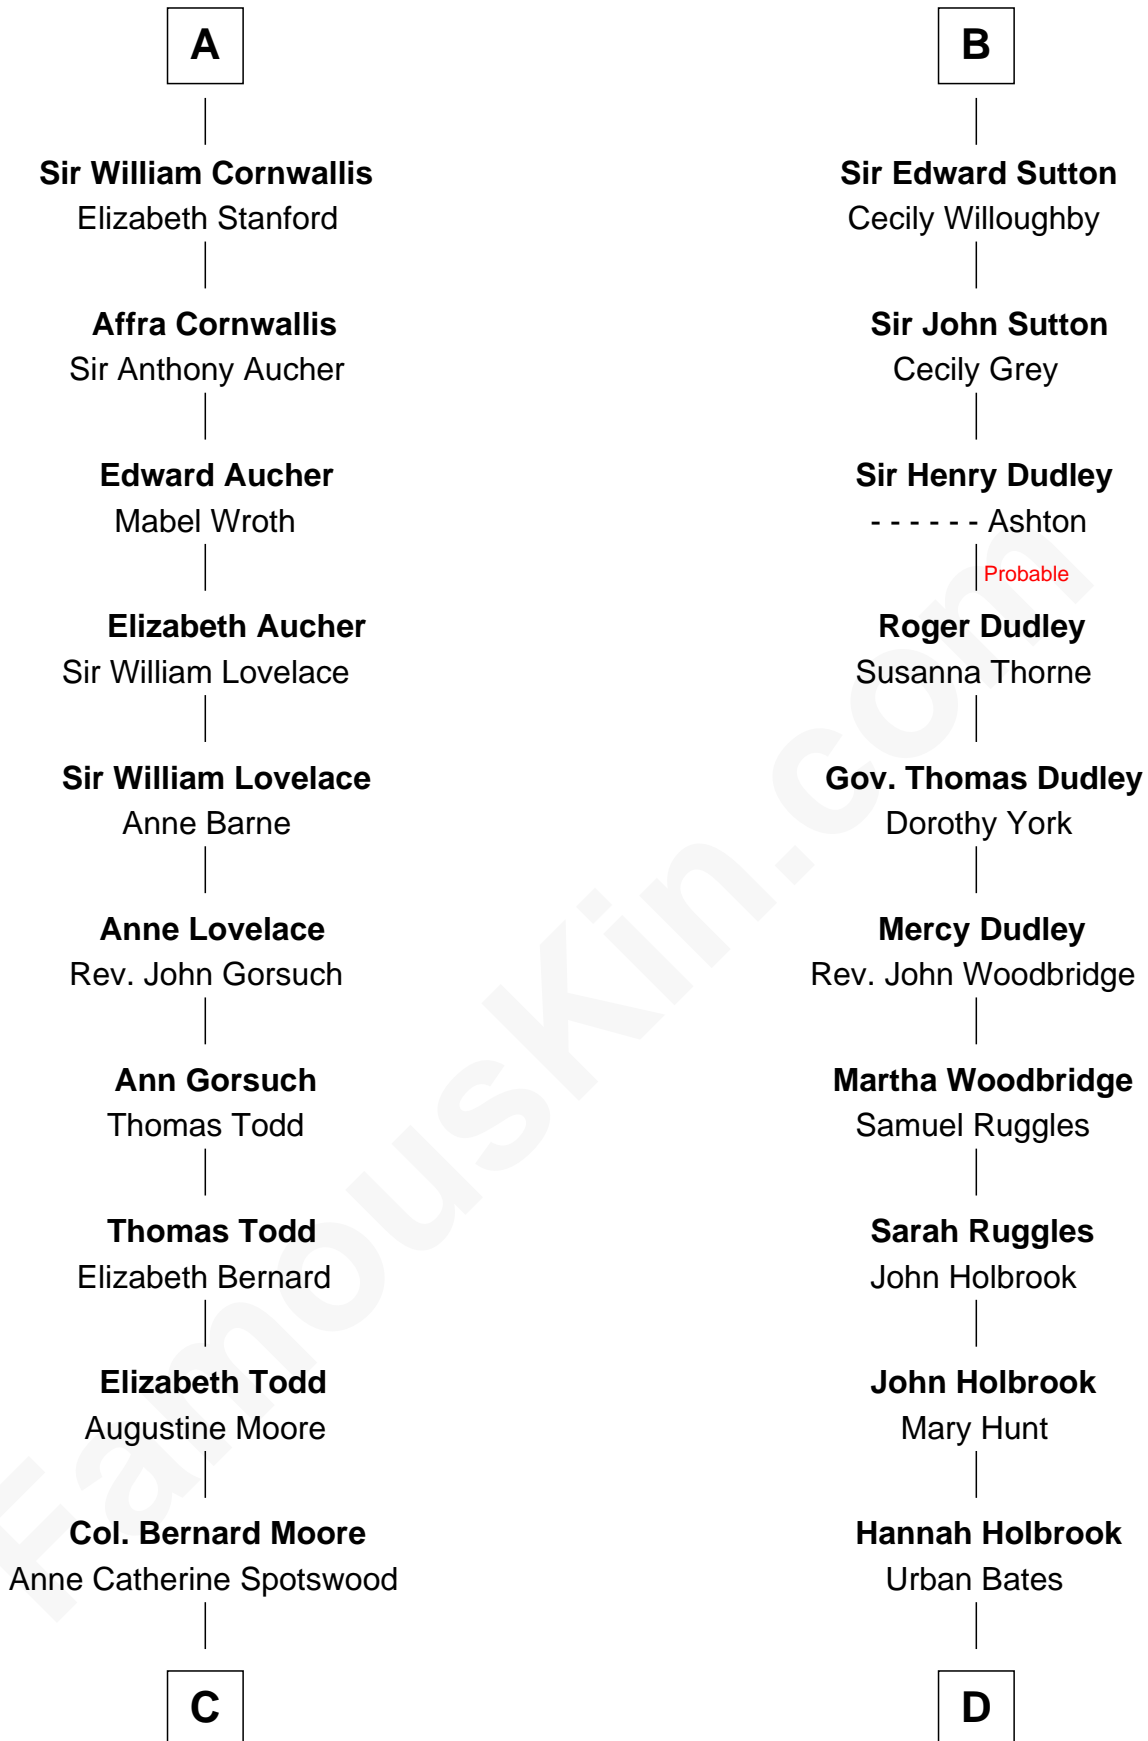 A
Sir William Cornwallis
Elizabeth Stanford
Affra Cornwallis
Sir Anthony Aucher
Edward Aucher
Mabel Wroth
Elizabeth Aucher
Sir William Lovelace
Sir William Lovelace
Anne Barne
Anne Lovelace
Rev. John Gorsuch
Ann Gorsuch
Thomas Todd
Thomas Todd
Elizabeth Bernard
Elizabeth Todd
Augustine Moore
Col. Bernard Moore
Anne Catherine Spotswood
C
B
Sir Edward Sutton
Cecily Willoughby
Sir John Sutton
Cecily Grey
Sir Henry Dudley
- - - - - - Ashton
Probable
Roger Dudley
Susanna Thorne
Gov. Thomas Dudley
Dorothy York
Mercy Dudley
Rev. John Woodbridge
Martha Woodbridge
Samuel Ruggles
Sarah Ruggles
John Holbrook
John Holbrook
Mary Hunt
Hannah Holbrook
Urban Bates
D
FamousKin.com